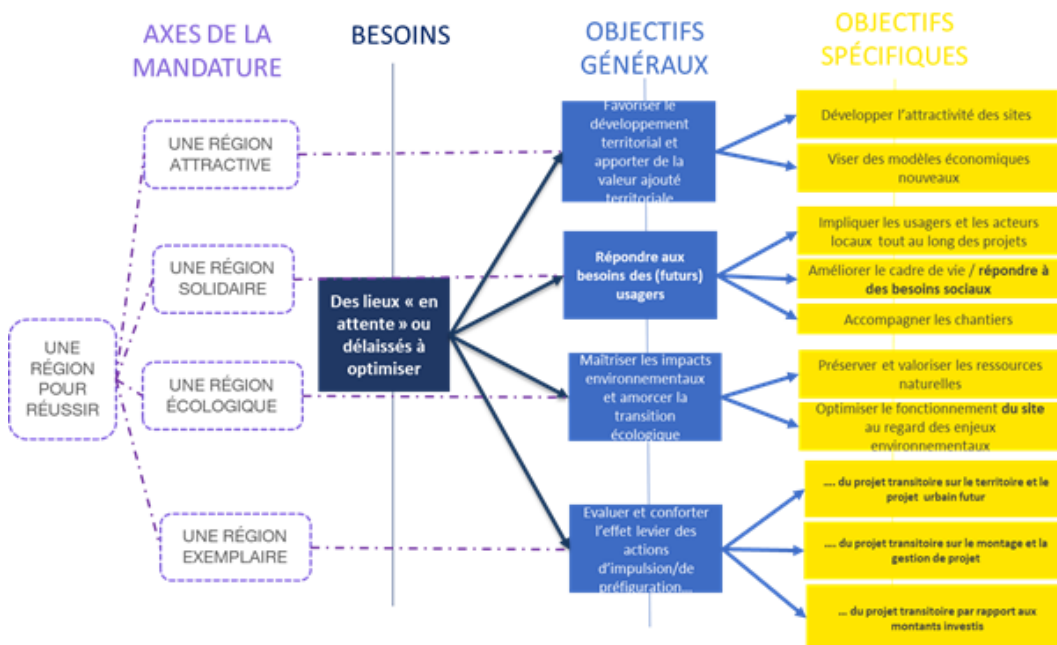 AXES DE LA
MANDATURE
BESOINS
OBJECTIFS
GÉNÉRAUX
OBJECTIFS
SPÉCIFIQUES
UNE RÉGION
POUR
RÉUSSIR
UNE RÉGION
ATTRACTIVE
UNE RÉGION
SOLIDAIRE
UNE RÉGION
ÉCOLOGIQUE
UNE RÉGION
EXEMPLAIRE
Des lieux « en
attente » ou
délaissés à
optimiser
Favoriser le
développement
territorial et
apporter de la
valeur ajouté
territoriale
Répondre aux
besoins des (futurs)
usagers
Maîtriser les impacts
environnementaux
et amorcer la
transition
écologique
Evaluer et conforter
l'effet levier des
actions
d'impulsion/de
préfiguration...
Développer l'attractivité des sites
Viser des modèles économiques
nouveaux
Impliquer les usagers et les acteurs
locaux tout au long des projets
Améliorer le cadre de vie / répondre à
des besoins sociaux
Accompagner les chantiers
Préserver et valoriser les ressources
naturelles
Optimiser le fonctionnement du site
au regard des enjeux
environnementaux
.... du projet transitoire sur le territoire et le
projet urbain futur
.... du projet transitoire sur le montage et la
gestion de projet
... du projet transitoire par rapport aux
montants investis